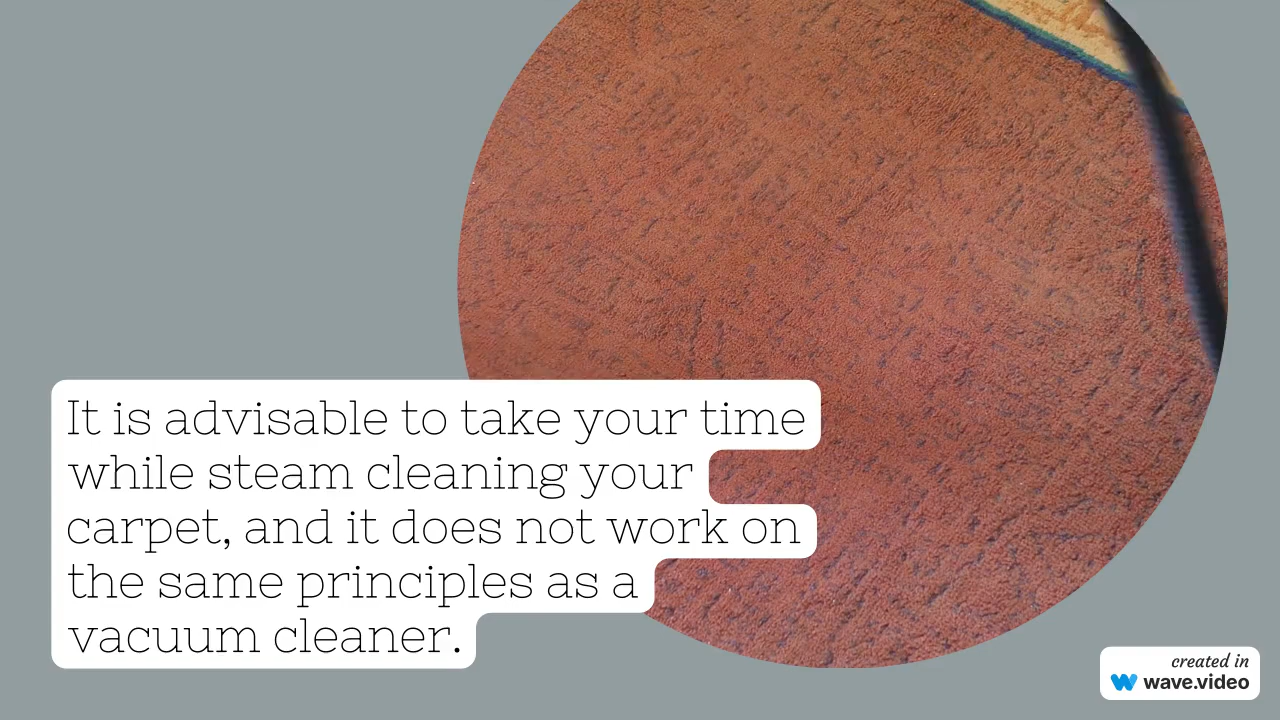 It is advisable to take your time
while steam cleaning your
carpet, and it does not work on
the same principles as a
vacuum cleaner.
created in
wave.video